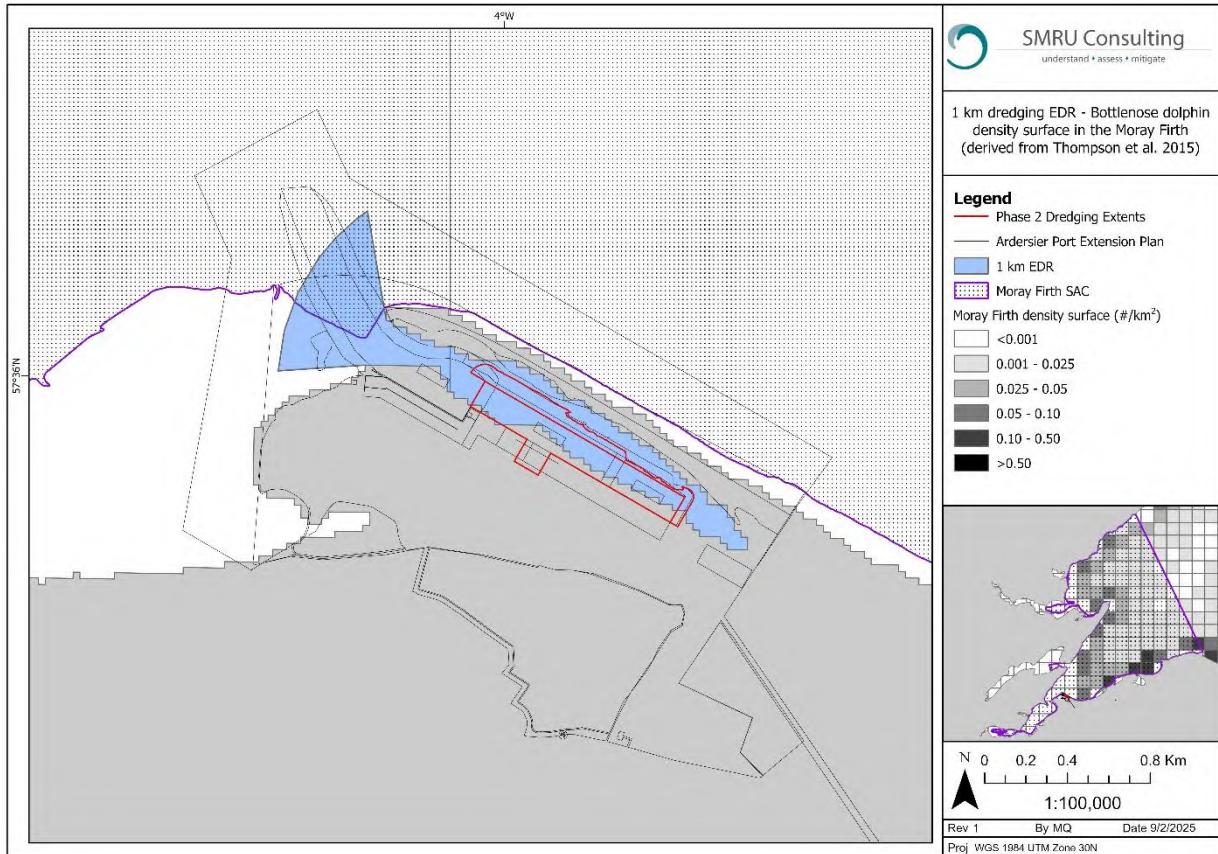 4°W
57°36'N
SMRU Consulting
understand • assess • mitigate
1 km dredging EDR - Bottlenose dolphin
density surface in the Moray Firth
(derived from Thompson et al. 2015)
Legend
Phase 2 Dredging Extents
Ardersier Port Extension Plan
1 km EDR
Moray Firth SAC
Moray Firth density surface (#/km²)
<0.001
0.001 - 0.025
0.025 - 0.05
0.05 - 0.10
0.10 - 0.50
>0.50
N 0 0.2 0.4 0.8 Km
1:100,000
Rev 1 By MQ Date 9/2/2025
Proj WGS 1984 UTM Zone 30N